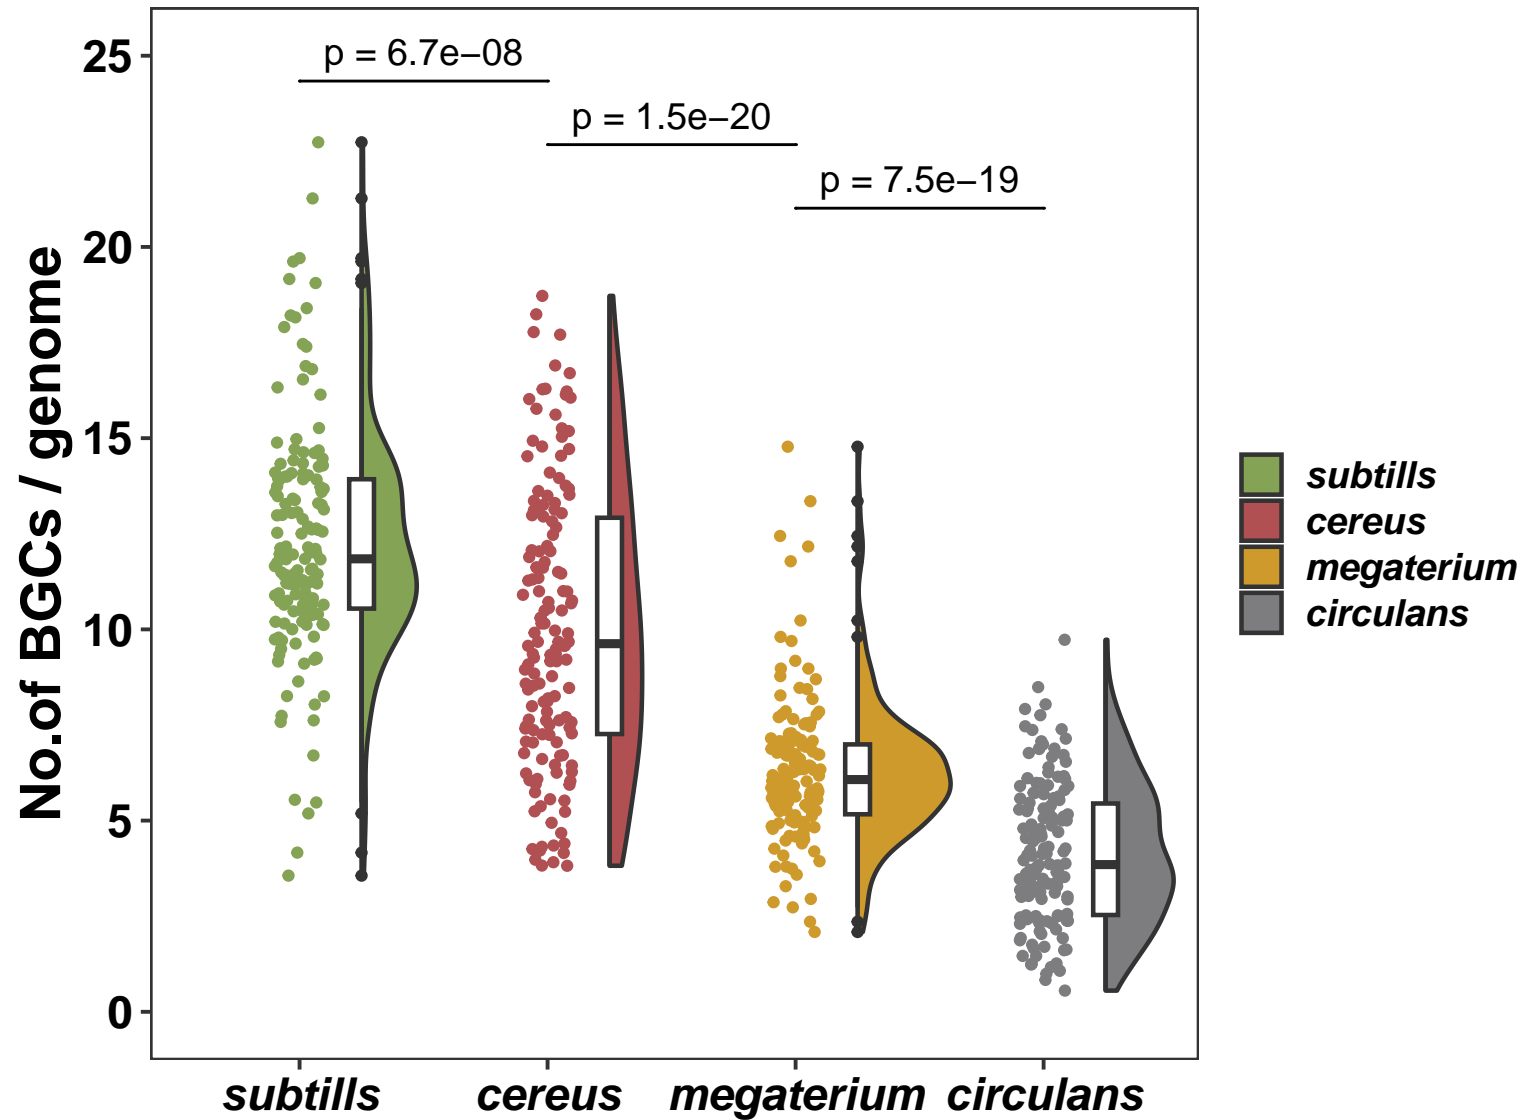 No.of BGCs / genome
25
20
15
10
5
0
p = 6.7e−08
p = 1.5e−20
p = 7.5e−19
subtills
cereus
megaterium
circulans
subtills
cereus
megaterium
circulans